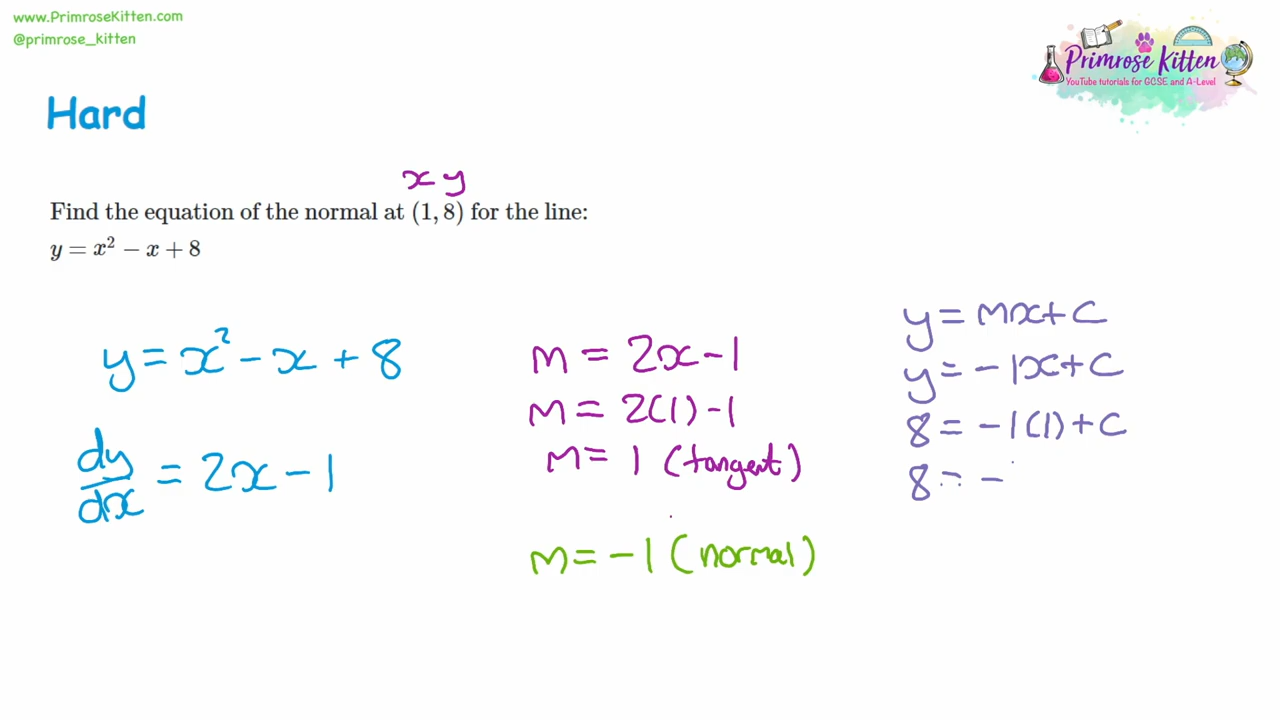 www.PrimroseKitten.com
@primrose_kitten
Primrose Kitten
YouTube tutorials for GCSE and A-Level
Hard
x y
Find the equation of the normal at (1, 8) for the line:
y = x² − x + 8
y = x² − x + 8
dy/dx = 2x − 1
m = 2x − 1
m = 2(1) − 1
m = 1 (tangent)
m = −1 (normal)
y = mx + c
y = −1x + c
8 = −1(1) + c
8 = −